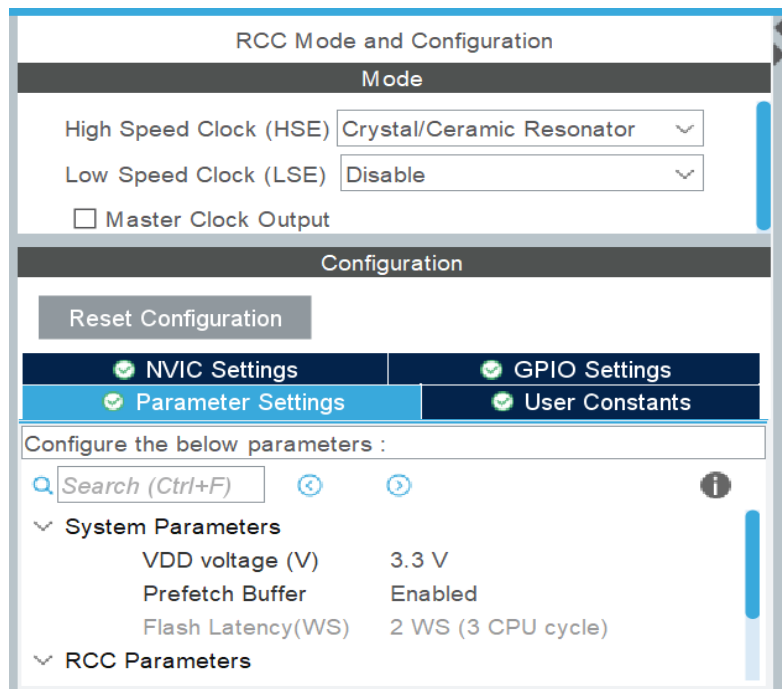 RCC Mode and Configuration
Mode
High Speed Clock (HSE) Crystal/Ceramic Resonator
Low Speed Clock (LSE) Disable
Master Clock Output
Configuration
Reset Configuration
NVIC Settings GPIO Settings
Parameter Settings User Constants
Configure the below parameters :
Search (Ctrl+F)
System Parameters
VDD voltage (V) 3.3 V
Prefetch Buffer Enabled
Flash Latency(WS) 2 WS (3 CPU cycle)
RCC Parameters